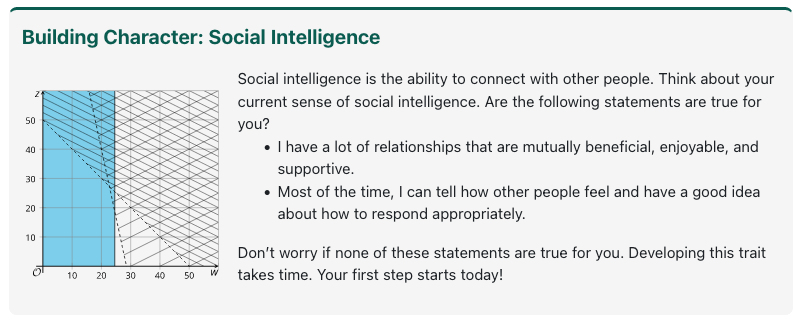 Building Character: Social Intelligence
Social intelligence is the ability to connect with other people. Think about your
current sense of social intelligence. Are the following statements are true for
you?
• I have a lot of relationships that are mutually beneficial, enjoyable, and
supportive.
• Most of the time, I can tell how other people feel and have a good idea
about how to respond appropriately.
Don’t worry if none of these statements are true for you. Developing this trait
takes time. Your first step starts today!
z
50
40
30
20
10
O
10 20 30 40 50 w